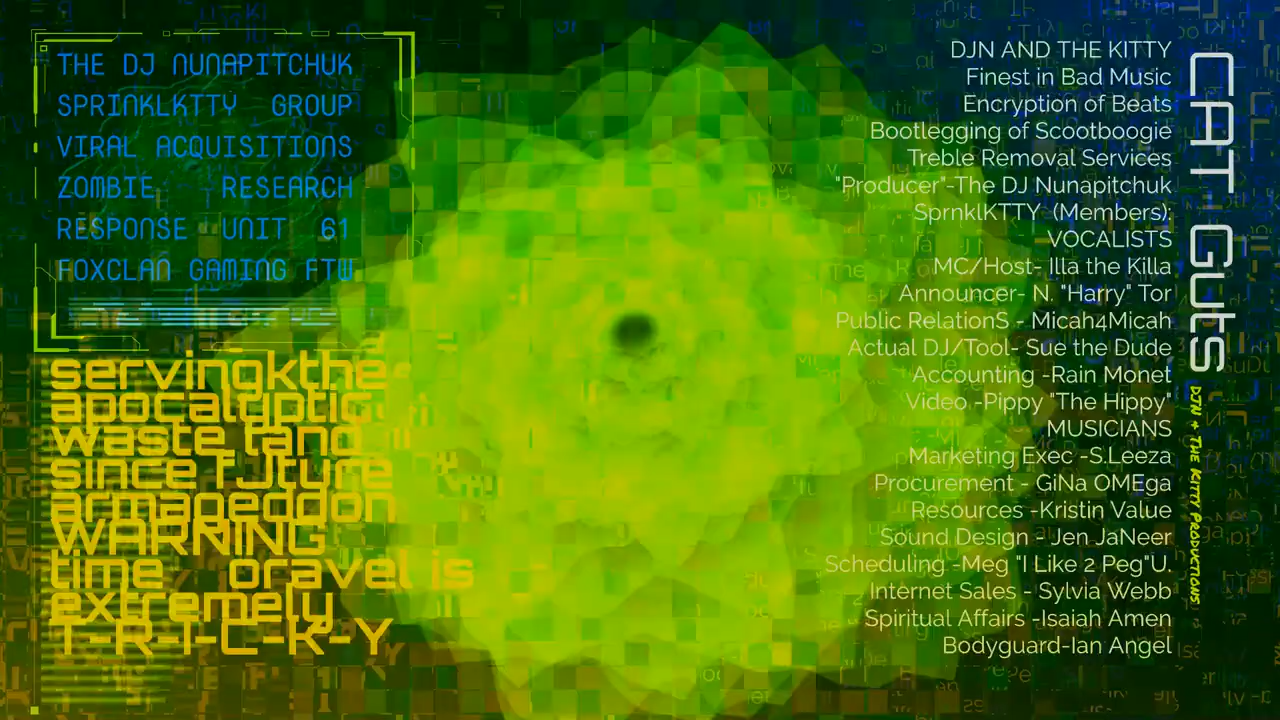 THE DJ NUNAPITCHUK
SPRINKLKTTY GROUP
VIRAL ACQUISITIONS
ZOMBIE RESEARCH
RESPONSE UNIT 61
FOXCLAN GAMING FTW
servingkthe
apocalyptic
waste land
since fJture
armageddon
WARNING
time oravel is
extremely
T-R-I-C-K-Y
DJN AND THE KITTY
Finest in Bad Music
Encryption of Beats
Bootlegging of Scootboogie
Treble Removal Services
"Producer"-The DJ Nunapitchuk
SprnklKTTY (Members):
VOCALISTS
MC/Host- Illa the Killa
Announcer- N. "Harry" Tor
Public RelationS - Micah4Micah
Actual DJ/Tool- Sue the Dude
Accounting -Rain Monet
Video -Pippy "The Hippy"
MUSICIANS
Marketing Exec -S.Leeza
Procurement - GiNa OMEga
Resources -Kristin Value
Sound Design - Jen JaNeer
Scheduling -Meg "I Like 2 Peg"U.
Internet Sales - Sylvia Webb
Spiritual Affairs -Isaiah Amen
Bodyguard-Ian Angel
CAT Guts
DJN + The Kitty Productions